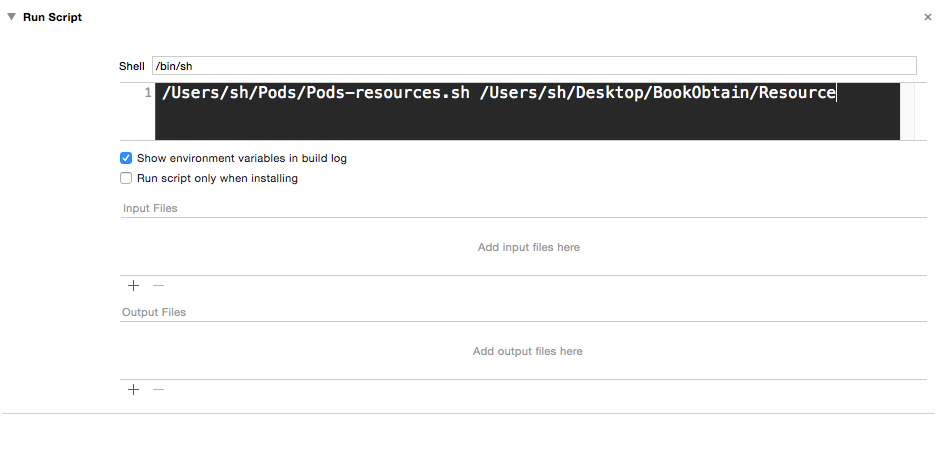 Run Script
Shell /bin/sh
1 /Users/sh/Pods/Pods-resources.sh /Users/sh/Desktop/BookObtain/Resource
Show environment variables in build log
Run script only when installing
Input Files
Add input files here
Output Files
Add output files here